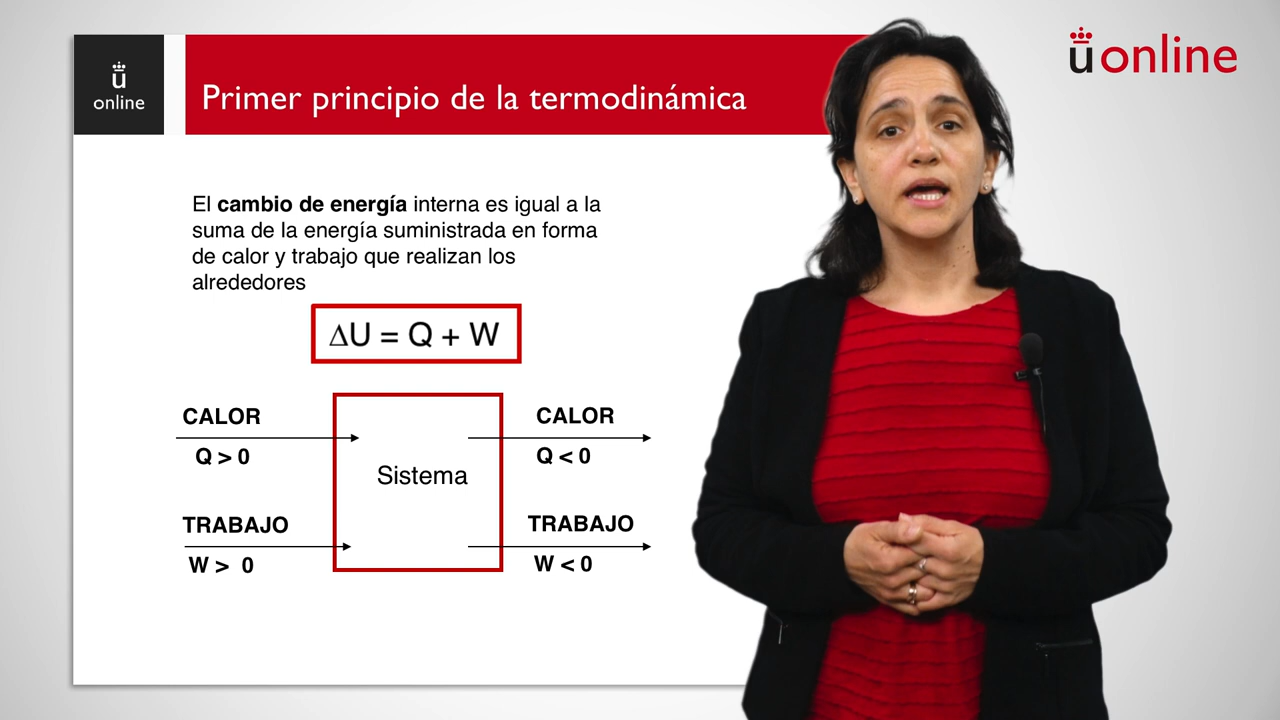 ü
online
Primer principio de la termodinámica
üonline
El cambio de energía interna es igual a la
suma de la energía suministrada en forma
de calor y trabajo que realizan los
alrededores
ΔU = Q + W
CALOR
Q > 0
CALOR
Q < 0
Sistema
TRABAJO
W > 0
TRABAJO
W < 0